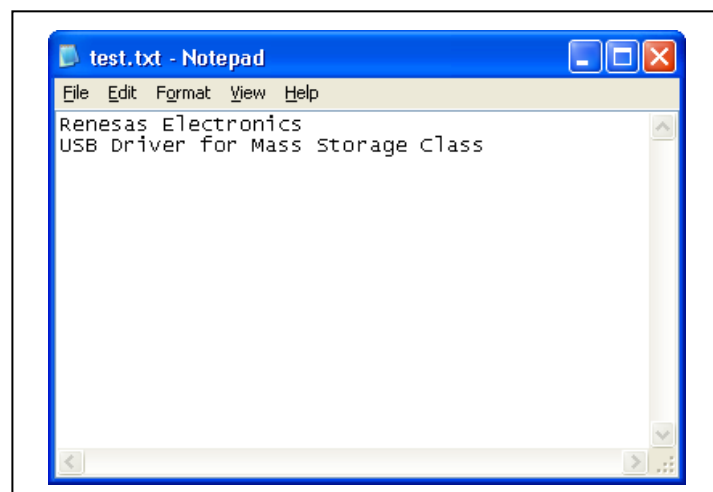 test.txt - Notepad
File Edit Format View Help
Renesas Electronics
USB Driver for Mass Storage Class